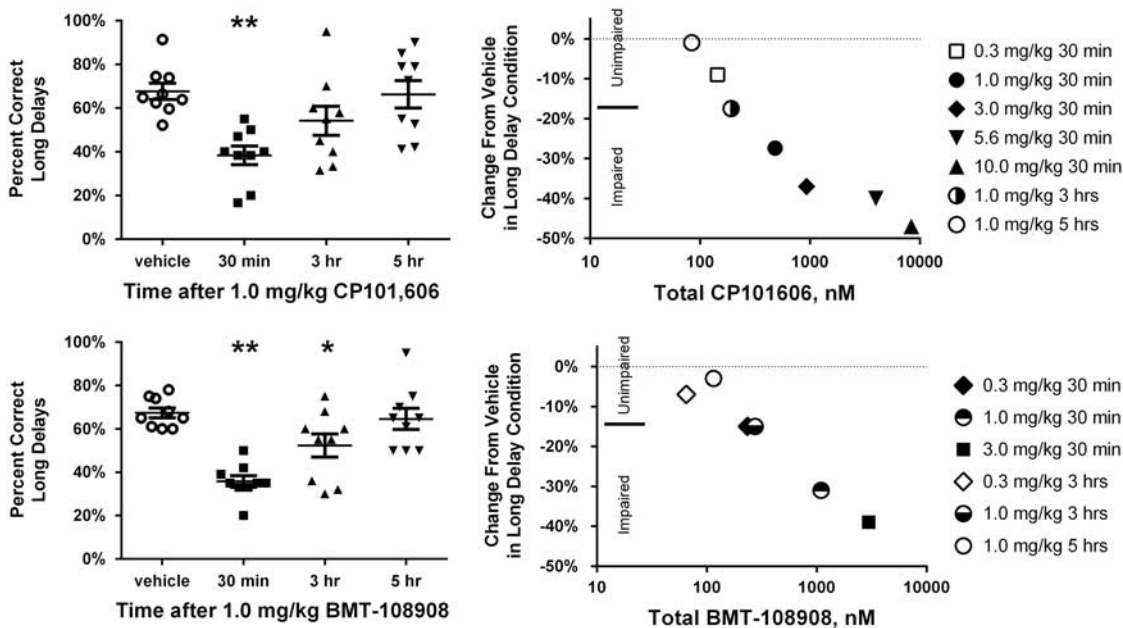 100%
80%
60%
40%
20%
0%
Percent Correct
Long Delays
**
vehicle
30 min
3 hr
5 hr
Time after 1.0 mg/kg CP101,606
0%
-10%
-20%
-30%
-40%
-50%
Change From Vehicle
in Long Delay Condition
Unimpaired
Impaired
10
100
1000
10000
Total CP101606, nM
0.3 mg/kg 30 min
1.0 mg/kg 30 min
3.0 mg/kg 30 min
5.6 mg/kg 30 min
10.0 mg/kg 30 min
1.0 mg/kg 3 hrs
1.0 mg/kg 5 hrs
100%
80%
60%
40%
20%
0%
Percent Correct
Long Delays
**
*
vehicle
30 min
3 hr
5 hr
Time after 1.0 mg/kg BMT-108908
0%
-10%
-20%
-30%
-40%
-50%
Change From Vehicle
in Long Delay Condition
Unimpaired
Impaired
10
100
1000
10000
Total BMT-108908, nM
0.3 mg/kg 30 min
1.0 mg/kg 30 min
3.0 mg/kg 30 min
0.3 mg/kg 3 hrs
1.0 mg/kg 3 hrs
1.0 mg/kg 5 hrs